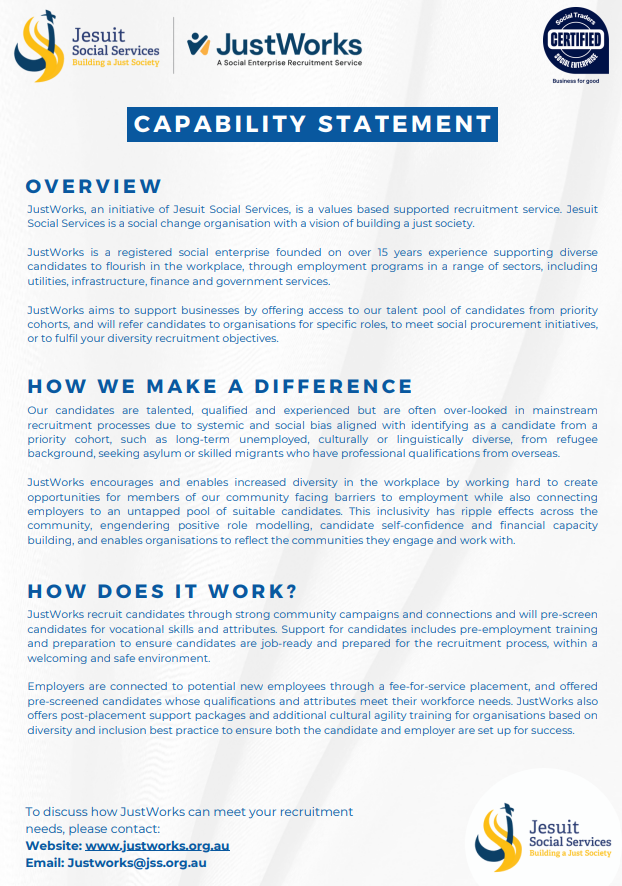 Jesuit
Social Services
Building a Just Society
JustWorks
A Social Enterprise Recruitment Service
Social Traders
CERTIFIED
SOCIAL ENTERPRISE
Business for good
CAPABILITY STATEMENT
OVERVIEW
JustWorks, an initiative of Jesuit Social Services, is a values based supported recruitment service. Jesuit
Social Services is a social change organisation with a vision of building a just society.
JustWorks is a registered social enterprise founded on over 15 years experience supporting diverse
candidates to flourish in the workplace, through employment programs in a range of sectors, including
utilities, infrastructure, finance and government services.
JustWorks aims to support businesses by offering access to our talent pool of candidates from priority
cohorts, and will refer candidates to organisations for specific roles, to meet social procurement initiatives,
or to fulfil your diversity recruitment objectives.
HOW WE MAKE A DIFFERENCE
Our candidates are talented, qualified and experienced but are often over-looked in mainstream
recruitment processes due to systemic and social bias aligned with identifying as a candidate from a
priority cohort, such as long-term unemployed, culturally or linguistically diverse, from refugee
background, seeking asylum or skilled migrants who have professional qualifications from overseas.
JustWorks encourages and enables increased diversity in the workplace by working hard to create
opportunities for members of our community facing barriers to employment while also connecting
employers to an untapped pool of suitable candidates. This inclusivity has ripple effects across the
community, engendering positive role modelling, candidate self-confidence and financial capacity
building, and enables organisations to reflect the communities they engage and work with.
HOW DOES IT WORK?
JustWorks recruit candidates through strong community campaigns and connections and will pre-screen
candidates for vocational skills and attributes. Support for candidates includes pre-employment training
and preparation to ensure candidates are job-ready and prepared for the recruitment process, within a
welcoming and safe environment.
Employers are connected to potential new employees through a fee-for-service placement, and offered
pre-screened candidates whose qualifications and attributes meet their workforce needs. JustWorks also
offers post-placement support packages and additional cultural agility training for organisations based on
diversity and inclusion best practice to ensure both the candidate and employer are set up for success.
To discuss how JustWorks can meet your recruitment
needs, please contact:
Website: www.justworks.org.au
Email: Justworks@jss.org.au
Jesuit
Social Services
Building a Just Society